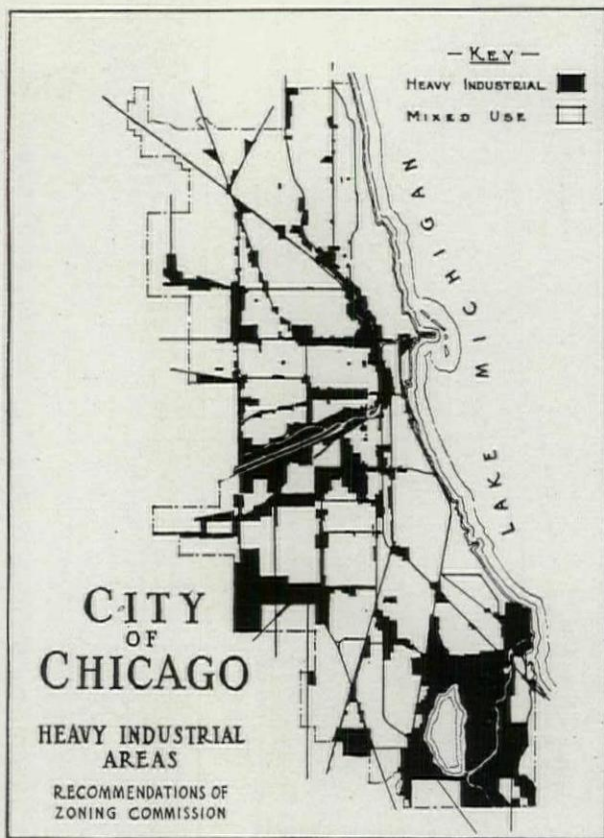 — KEY —
HEAVY INDUSTRIAL
MIXED USE
LAKE MICHIGAN
CITY
OF
CHICAGO
HEAVY INDUSTRIAL
AREAS
RECOMMENDATIONS OF
ZONING COMMISSION